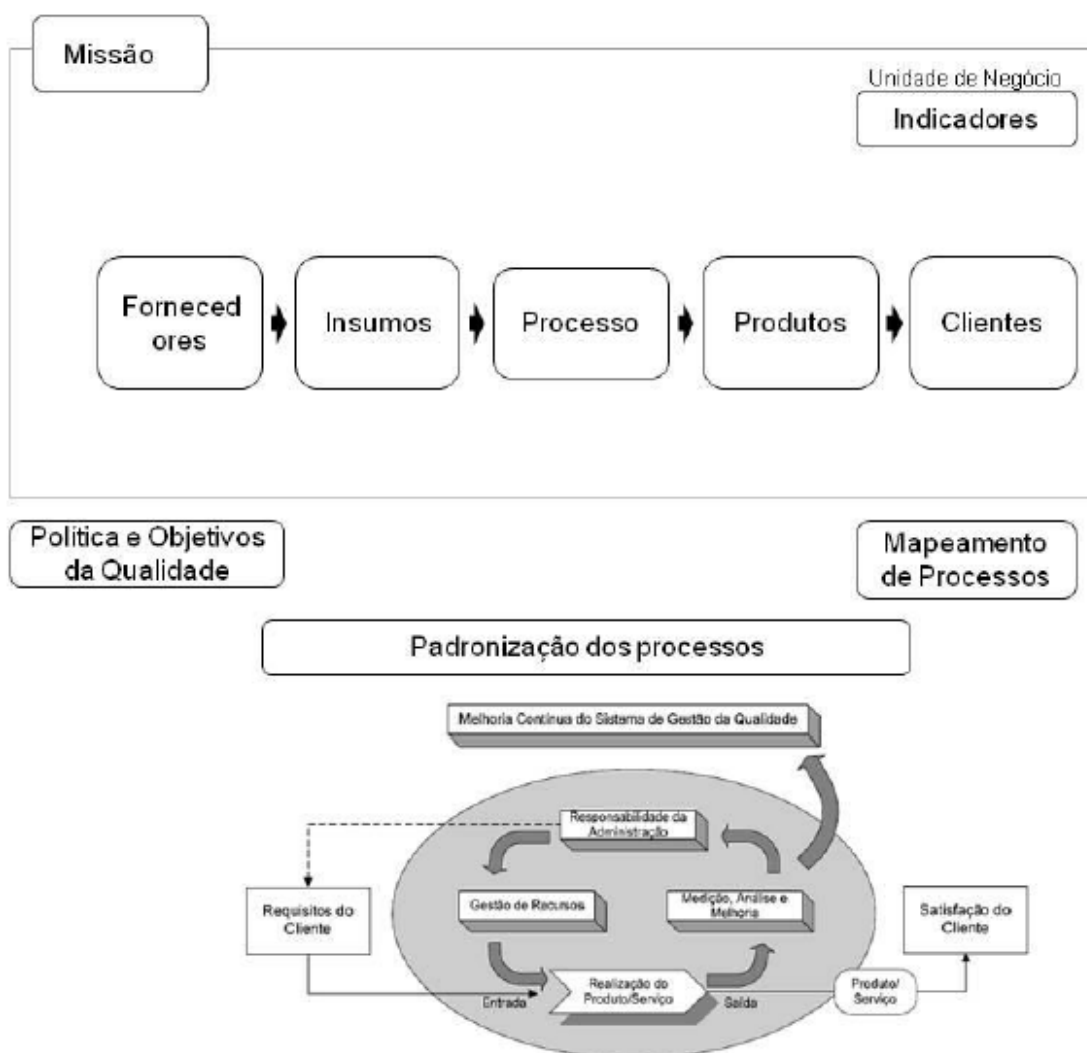 Missão
Unidade de Negócio
Indicadores
Forneced
ores
Insumos
Processo
Produtos
Clientes
Política e Objetivos
da Qualidade
Mapeamento
de Processos
Padronização dos processos
Melhoria Contínua do Sistema de Gestão da Qualidade
Responsabilidade da
Administração
Requisitos do
Cliente
Gestão de Recursos
Medição, Análise e
Melhoria
Satisfação do
Cliente
Entrada
Realização do
Produto/Serviço
Saída
Produto/
Serviço